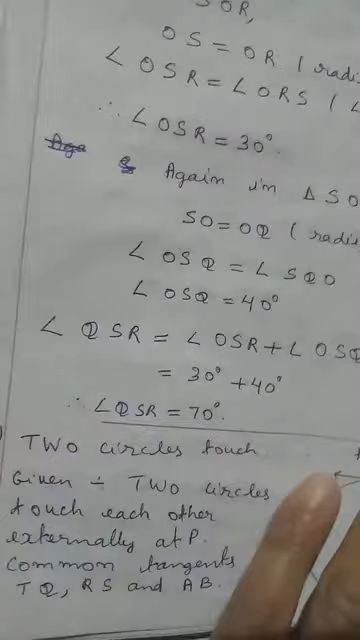 SOR,
OS = OR ( radi
∠ OSR = ∠ ORS ( ∠
∴ ∠ OSR = 30°.
Again in Δ SO
SO = OQ ( radi
∠ OSQ = ∠ SQO
∠ OSQ = 40°
∠ QSR = ∠ OSR + ∠ OSQ
= 30° + 40°
∴ ∠QSR = 70°.
TWO circles touch
Given ÷ TWO circles
touch each other
externally at P.
common tangents
TQ, RS and AB.